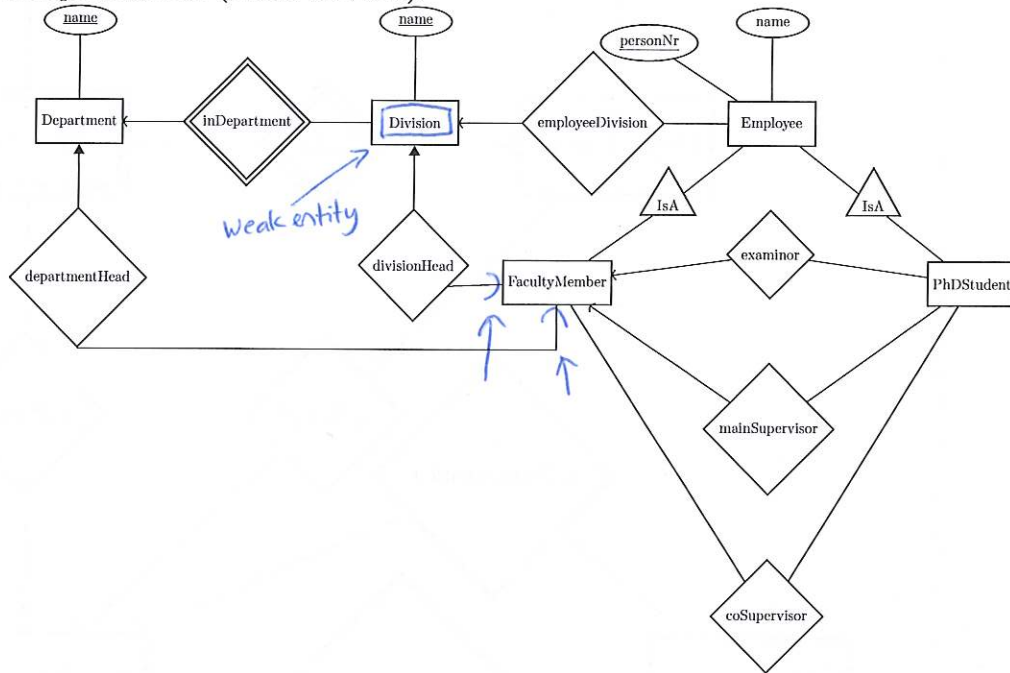 name
name
name
personNr
Department
inDepartment
Division
employeeDivision
Employee
weak entity
IsA
IsA
departmentHead
divisionHead
FacultyMember
examiner
PhDStudent
mainSupervisor
coSupervisor